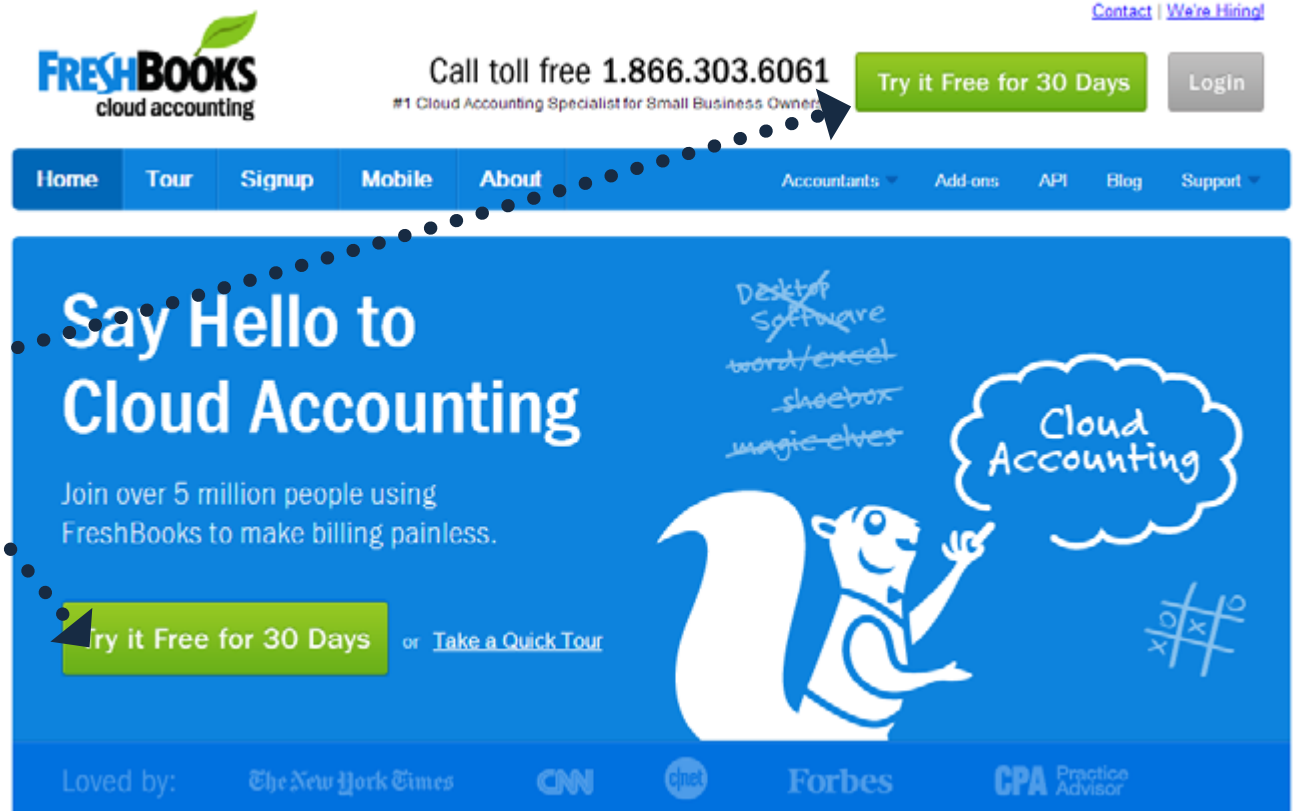 Contact | We're Hiring!
FRESHBOOKS
cloud accounting
Call toll free 1.866.303.6061
#1 Cloud Accounting Specialist for Small Business Owners
Try it Free for 30 Days
Login
Home Tour Signup Mobile About Accountants Add-ons API Blog Support
Say Hello to
Cloud Accounting
Join over 5 million people using
FreshBooks to make billing painless.
Try it Free for 30 Days or Take a Quick Tour
Desktop
Software
word/excel
shoebox
magic elves
Cloud
Accounting
O
O X
X
Loved by: The New York Times CNN c|net Forbes CPA Practice
Advisor